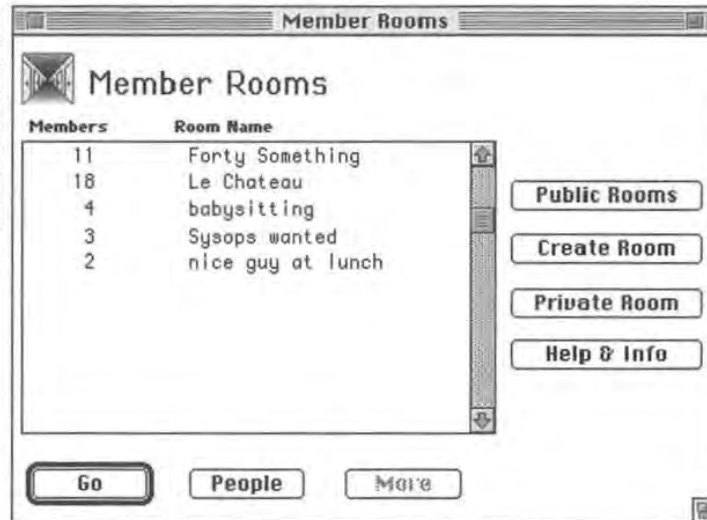 Member Rooms
Member Rooms
Members Room Name
11 Forty Something
18 Le Chateau
4 babysitting
3 Sysops wanted
2 nice guy at lunch
Public Rooms
Create Room
Private Room
Help & Info
Go People More